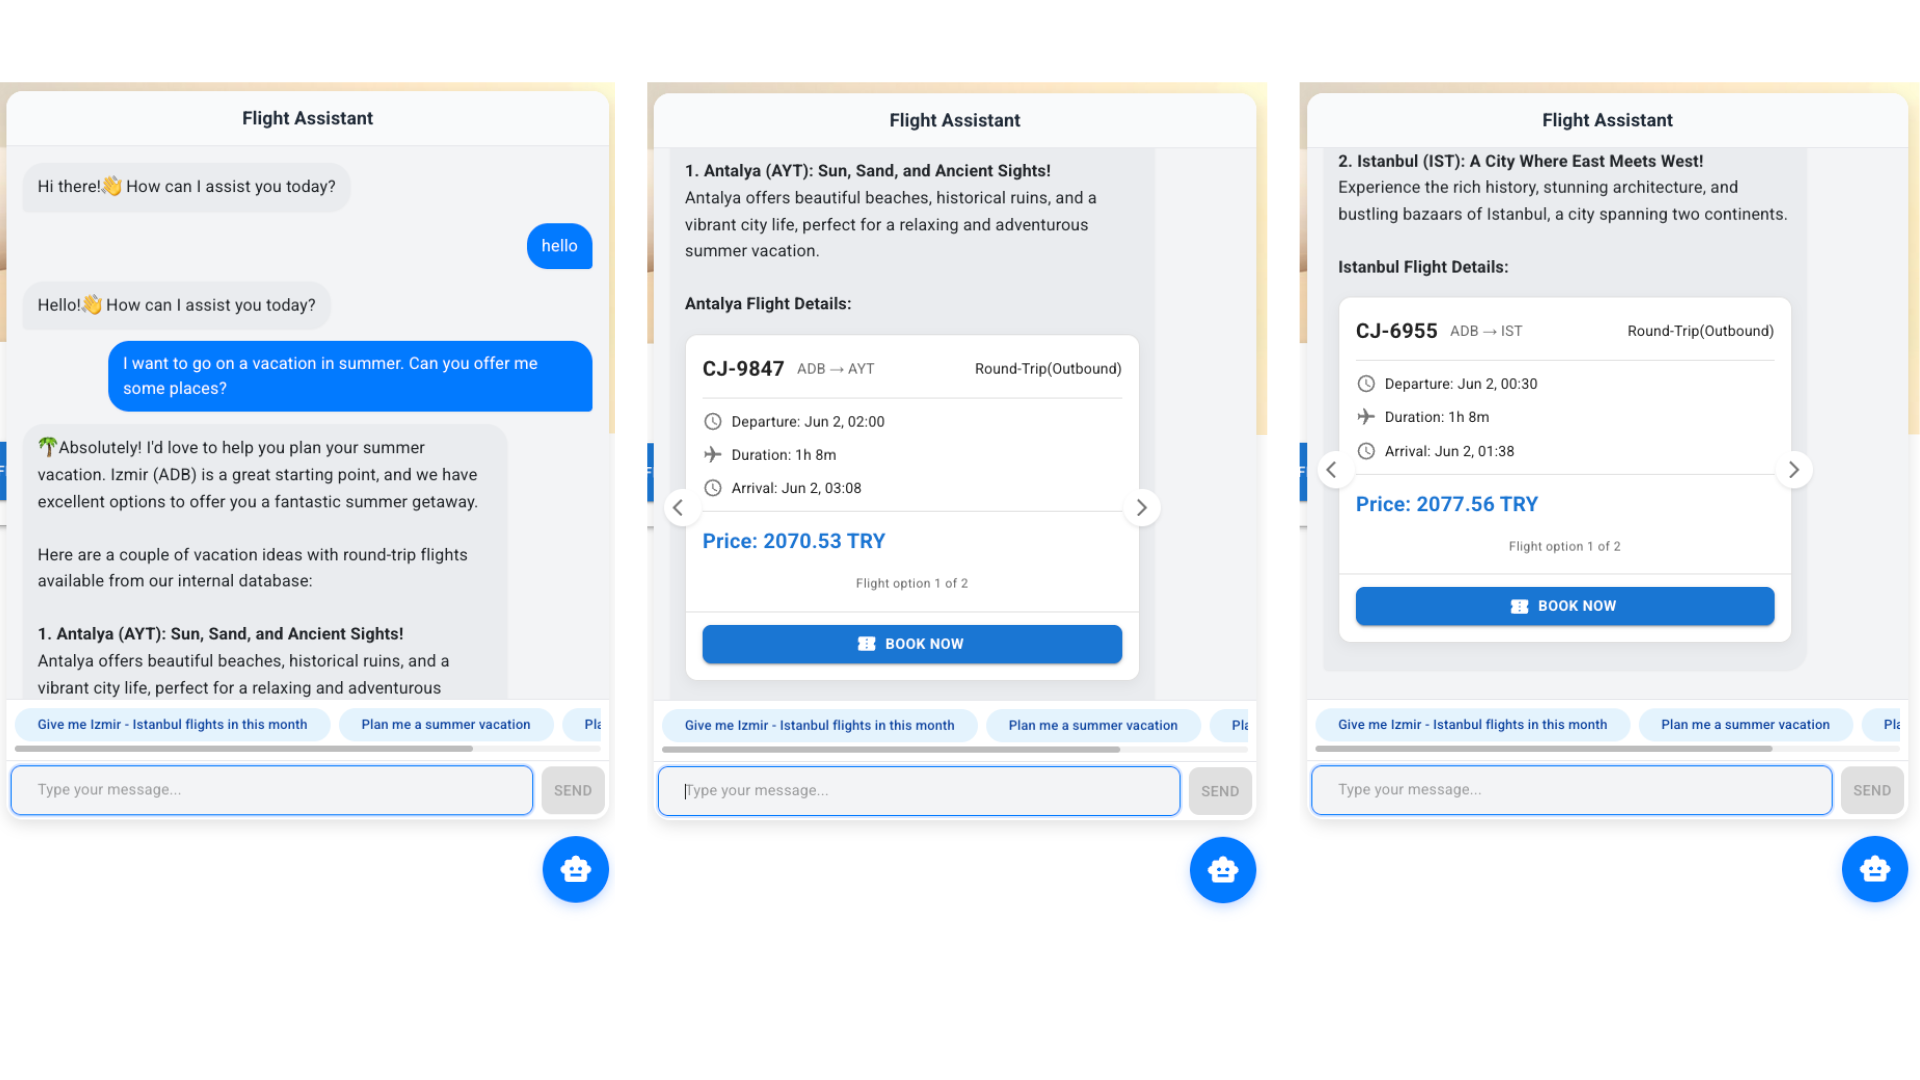 Flight Assistant
Hi there!👋 How can I assist you today?
hello
Hello!👋 How can I assist you today?
I want to go on a vacation in summer. Can you offer me
some places?
🌴Absolutely! I'd love to help you plan your summer
vacation. Izmir (ADB) is a great starting point, and we have
excellent options to offer you a fantastic summer getaway.
Here are a couple of vacation ideas with round-trip flights
available from our internal database:
1. Antalya (AYT): Sun, Sand, and Ancient Sights!
Antalya offers beautiful beaches, historical ruins, and a
vibrant city life, perfect for a relaxing and adventurous
Give me Izmir - Istanbul flights in this month
Plan me a summer vacation
Pla
Type your message...
SEND
Flight Assistant
1. Antalya (AYT): Sun, Sand, and Ancient Sights!
Antalya offers beautiful beaches, historical ruins, and a
vibrant city life, perfect for a relaxing and adventurous
summer vacation.
Antalya Flight Details:
CJ-9847 ADB → AYT Round-Trip(Outbound)
Departure: Jun 2, 02:00
Duration: 1h 8m
Arrival: Jun 2, 03:08
Price: 2070.53 TRY
Flight option 1 of 2
BOOK NOW
Give me Izmir - Istanbul flights in this month
Plan me a summer vacation
Pla
Type your message...
SEND
Flight Assistant
2. Istanbul (IST): A City Where East Meets West!
Experience the rich history, stunning architecture, and
bustling bazaars of Istanbul, a city spanning two continents.
Istanbul Flight Details:
CJ-6955 ADB → IST Round-Trip(Outbound)
Departure: Jun 2, 00:30
Duration: 1h 8m
Arrival: Jun 2, 01:38
Price: 2077.56 TRY
Flight option 1 of 2
BOOK NOW
Give me Izmir - Istanbul flights in this month
Plan me a summer vacation
Pla
Type your message...
SEND